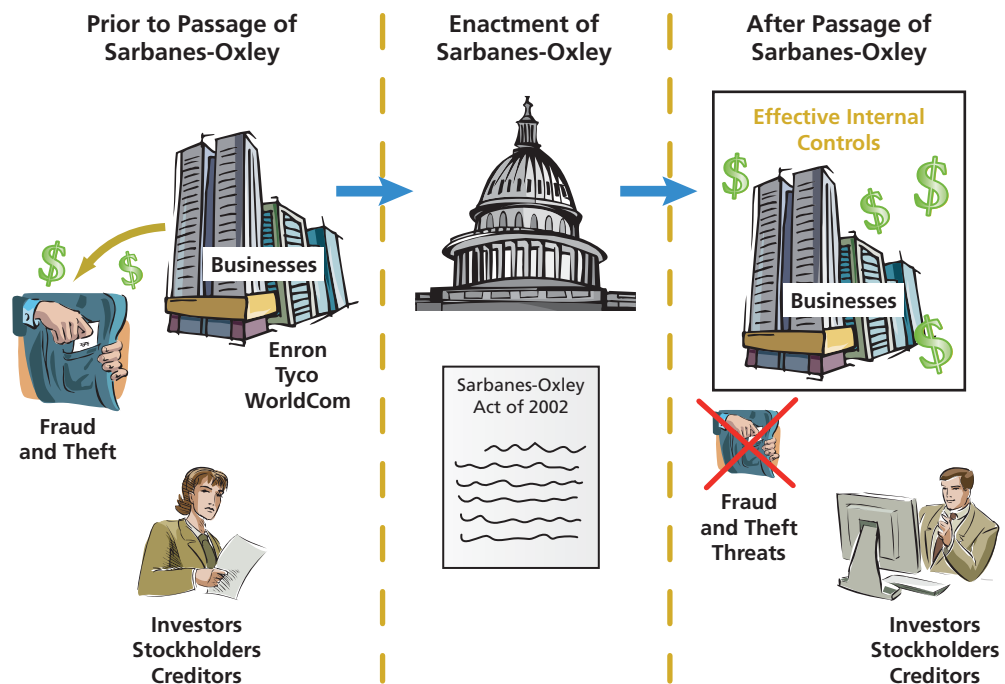 Prior to Passage of
Sarbanes-Oxley
Businesses
Enron
Tyco
WorldCom
Fraud
and Theft
Investors
Stockholders
Creditors
Enactment of
Sarbanes-Oxley
Sarbanes-Oxley
Act of 2002
After Passage of
Sarbanes-Oxley
Effective Internal
Controls
Businesses
Fraud
and Theft
Threats
Investors
Stockholders
Creditors